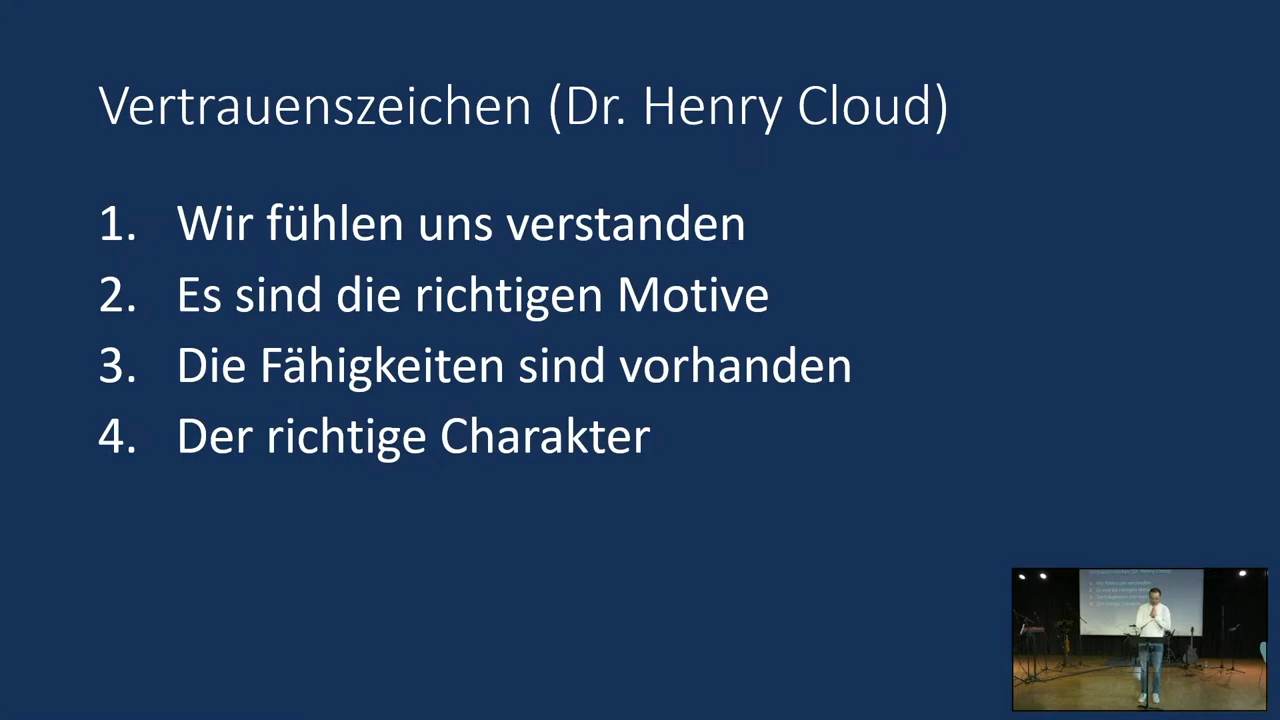 Vertrauenszeichen (Dr. Henry Cloud)
1. Wir fühlen uns verstanden
2. Es sind die richtigen Motive
3. Die Fähigkeiten sind vorhanden
4. Der richtige Charakter